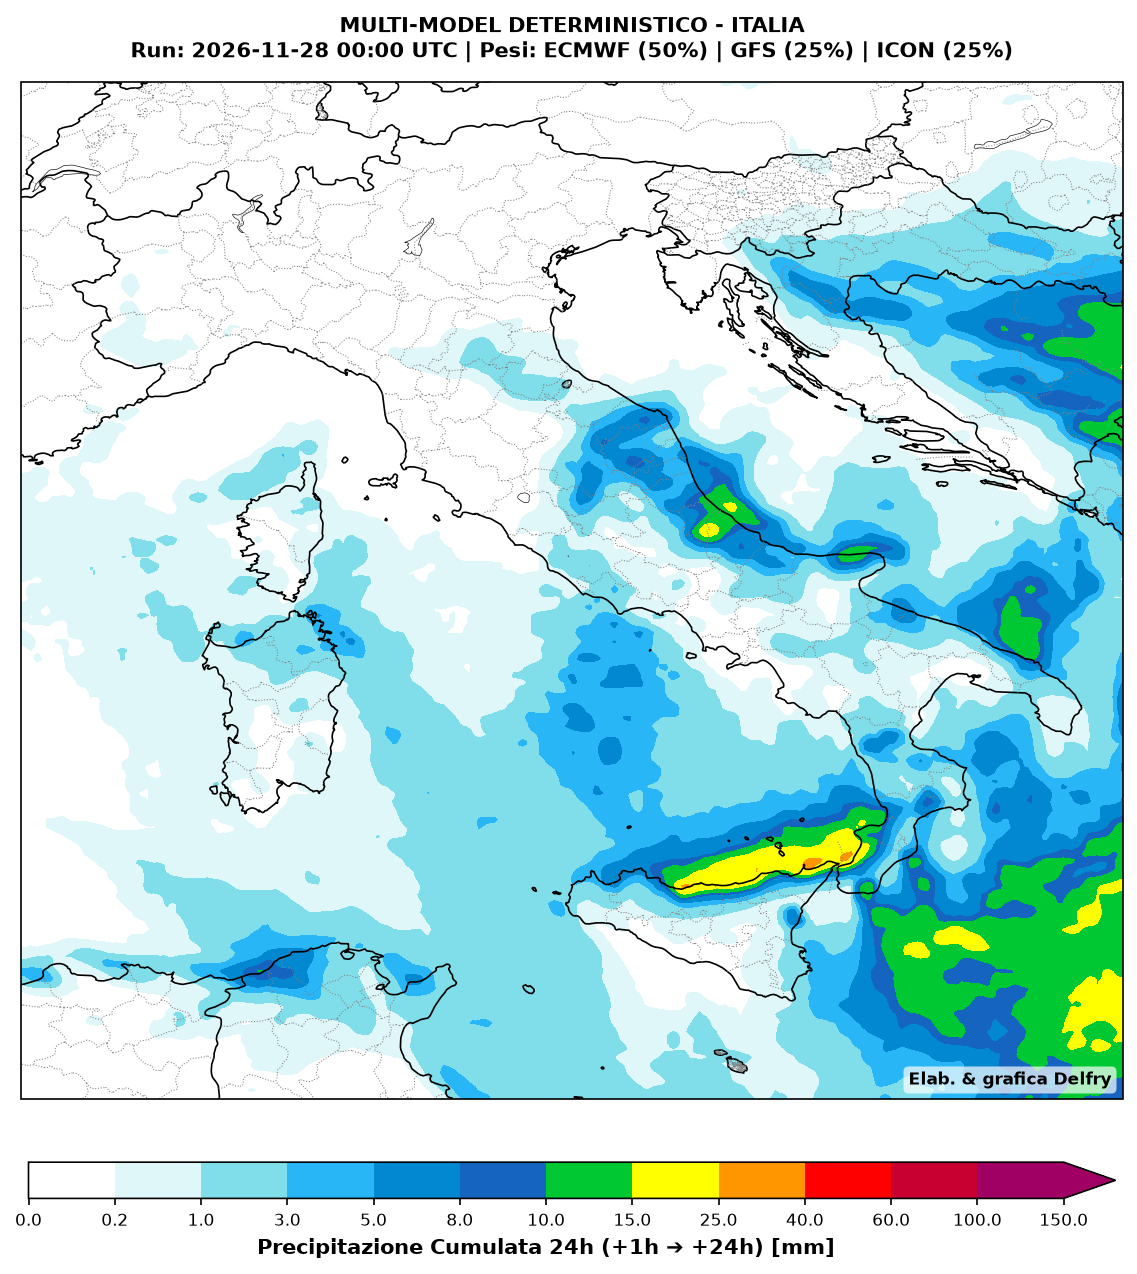 MULTI-MODEL DETERMINISTICO - ITALIA
Run: 2026-11-28 00:00 UTC | Pesi: ECMWF (50%) | GFS (25%) | ICON (25%)
Elab. & grafica Delfry
0.0 0.2 1.0 3.0 5.0 8.0 10.0 15.0 25.0 40.0 60.0 100.0 150.0
Precipitazione Cumulata 24h (+1h → +24h) [mm]